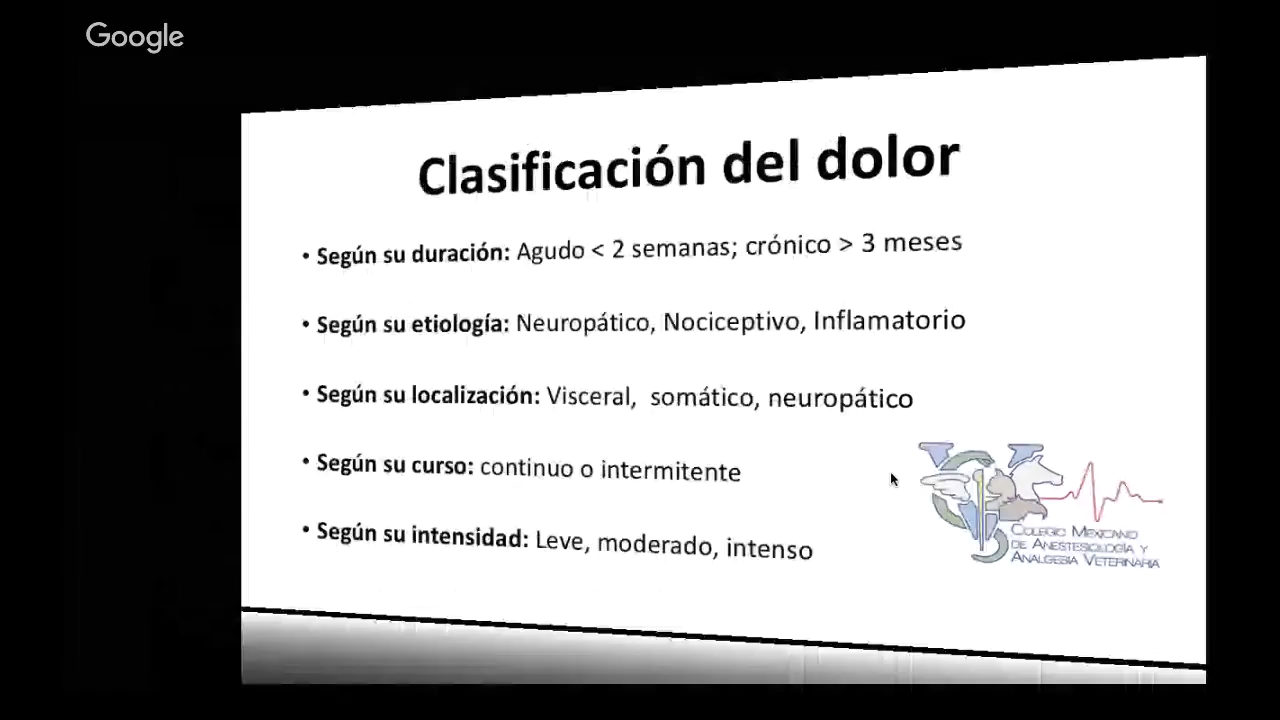 Google
Clasificación del dolor
• Según su duración: Agudo < 2 semanas; crónico > 3 meses
• Según su etiología: Neuropático, Nociceptivo, Inflamatorio
• Según su localización: Visceral, somático, neuropático
• Según su curso: continuo o intermitente
• Según su intensidad: Leve, moderado, intenso
Colegio Mexicano
de Anestesiología y
Analgesia Veterinaria